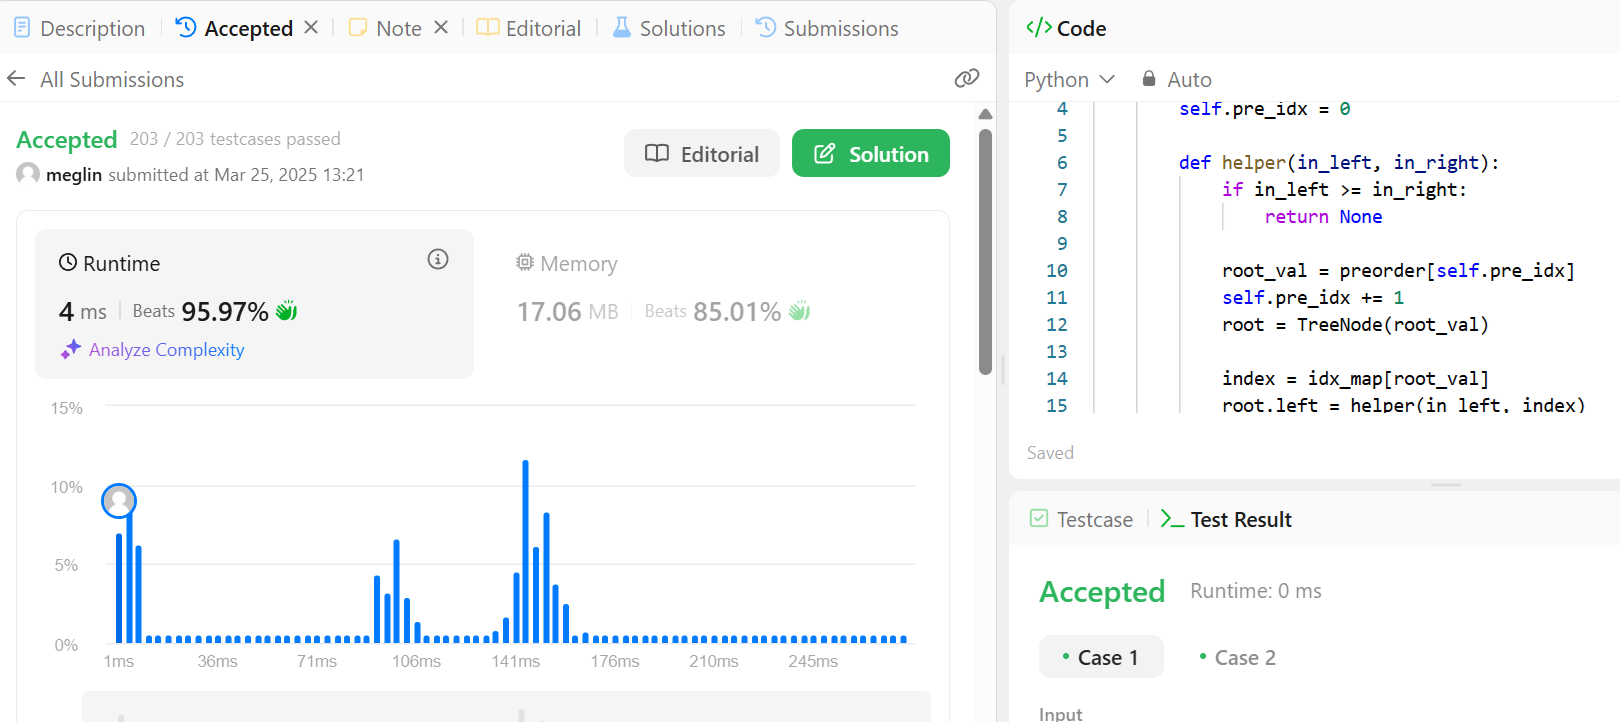 Description
Accepted
Note
Editorial
Solutions
Submissions
All Submissions
Accepted 203 / 203 testcases passed
meglin submitted at Mar 25, 2025 13:21
Editorial
Solution
Runtime
4 ms
Beats 95.97%
Analyze Complexity
Memory
17.06 MB
Beats 85.01%
15%
10%
5%
0%
1ms 36ms 71ms 106ms 141ms 176ms 210ms 245ms
</> Code
Python
Auto
4 self.pre_idx = 0
5
6 def helper(in_left, in_right):
7 if in_left >= in_right:
8 return None
9
10 root_val = preorder[self.pre_idx]
11 self.pre_idx += 1
12 root = TreeNode(root_val)
13
14 index = idx_map[root_val]
15 root.left = helper(in_left, index)
Saved
Testcase
Test Result
Accepted Runtime: 0 ms
Case 1
Case 2
Input